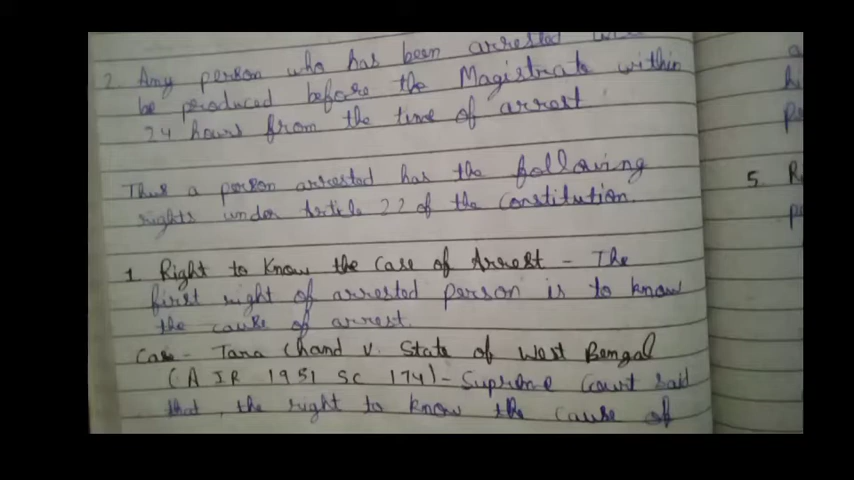 2. Any person who has been arrested will
be produced before the Magistrate within
24 hours from the time of arrest
Thus a person arrested has the following
rights under Article 22 of the Constitution.
1. Right to Know the Case of Arrest - The
first right of arrested person is to know
the cause of arrest.
Case - Tara Chand v. State of West Bengal
(AIR 1951 SC 174) - Supreme Court said
that, the right to know the cause of
5. R